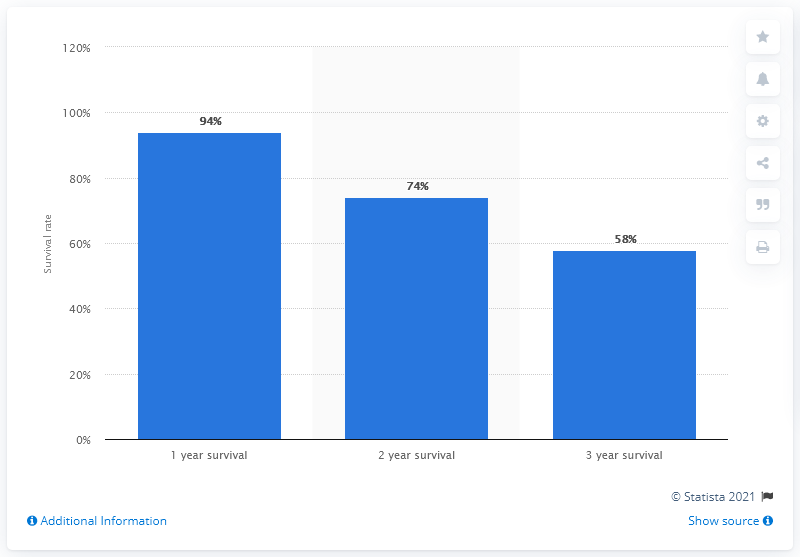 120%
100%
80%
60%
40%
20%
0%
Survival rate
94%
74%
58%
1 year survival
2 year survival
3 year survival
© Statista 2021
Additional Information
Show source